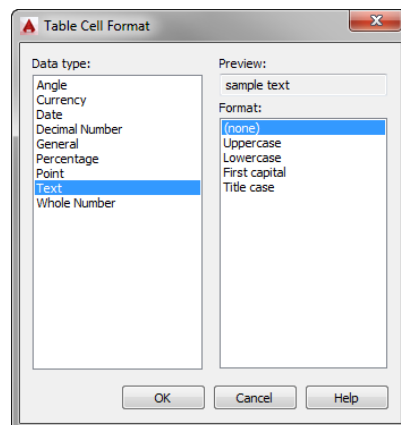 Table Cell Format
Data type:
Angle
Currency
Date
Decimal Number
General
Percentage
Point
Text
Whole Number
Preview:
sample text
Format:
(none)
Uppercase
Lowercase
First capital
Title case
OK
Cancel
Help